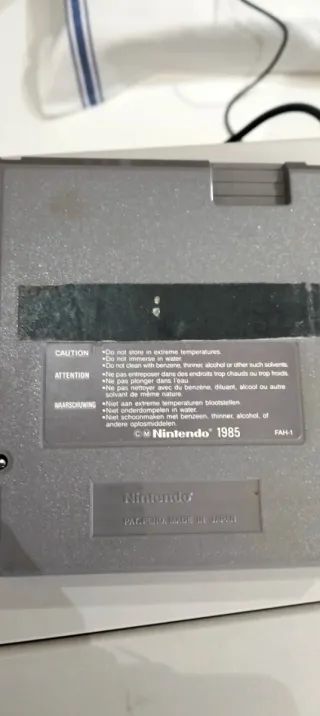 CAUTION •Do not store in extreme temperatures.
•Do not immerse in water.
•Do not clean with benzene, thinner, alcohol or other such solvents.
ATTENTION •Ne pas entreposer dans des endroits trop chauds ou trop froids.
•Ne pas plonger dans l'eau.
•Ne pas nettoyer avec du benzène, diluant, alcool ou autre
solvant de même nature.
WAARSCHUWING •Niet aan extreme temperaturen blootstellen.
•Niet onderdompelen in water.
•Niet schoonmaken met benzeen, thinner, alcohol, of
andere oplosmiddelen.
©Ⓜ Nintendo® 1985 FAH-1
Nintendo®
PAT.PEND. MADE IN JAPAN